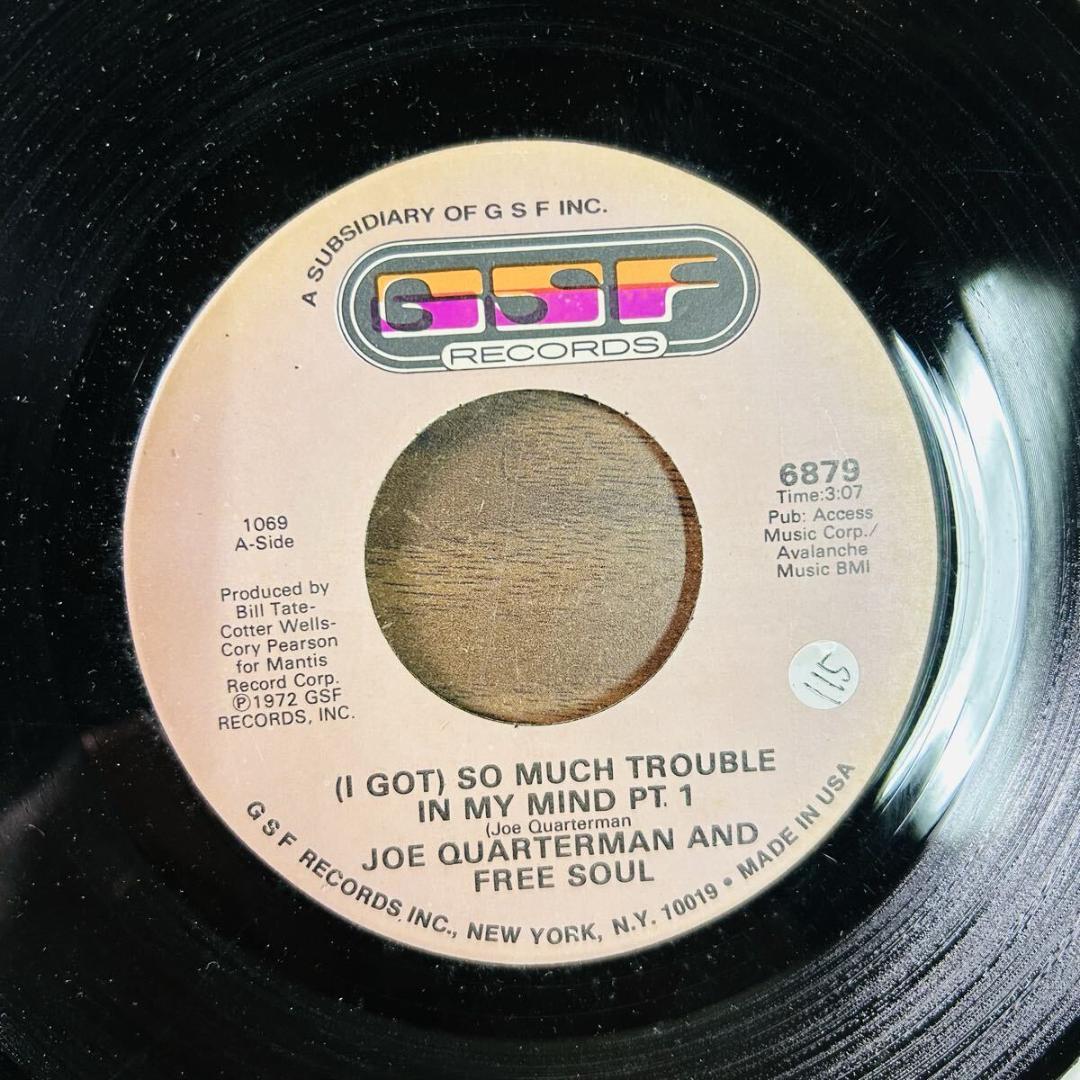 A SUBSIDIARY OF G S F INC.
GSF
RECORDS
1069
A-Side
Produced by
Bill Tate-
Cotter Wells-
Cory Pearson
for Mantis
Record Corp.
℗1972 GSF
RECORDS, INC.
6879
Time:3:07
Pub: Access
Music Corp./
Avalanche
Music BMI
115
(I GOT) SO MUCH TROUBLE
IN MY MIND PT. 1
(Joe Quarterman
JOE QUARTERMAN AND
FREE SOUL
G S F RECORDS, INC., NEW YORK, N.Y. 10019 • MADE IN USA